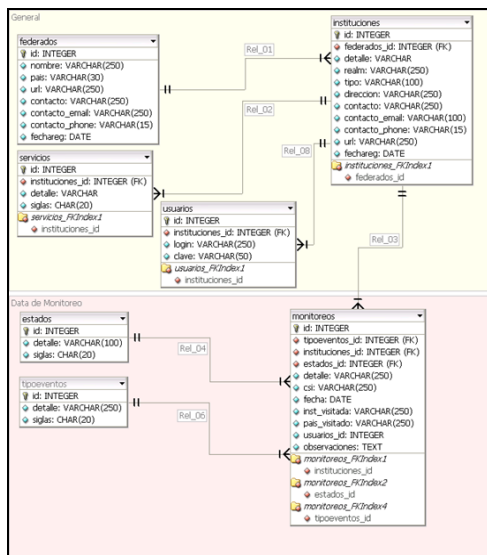 General
federados
id: INTEGER
nombre: VARCHAR(250)
pais: VARCHAR(30)
url: VARCHAR(250)
contacto: VARCHAR(250)
contacto_email: VARCHAR(250)
contacto_phone: VARCHAR(15)
fechareg: DATE
Rel_01
instituciones
id: INTEGER
federados_id: INTEGER (FK)
detalle: VARCHAR
realm: VARCHAR(250)
tipo: VARCHAR(100)
direccion: VARCHAR(250)
contacto: VARCHAR(250)
contacto_email: VARCHAR(100)
contacto_phone: VARCHAR(15)
url: VARCHAR(250)
fechareg: DATE
instituciones_FKIndex1
federados_id
Rel_02
servicios
id: INTEGER
instituciones_id: INTEGER (FK)
detalle: VARCHAR
siglas: CHAR(20)
servicios_FKIndex1
instituciones_id
Rel_08
usuarios
id: INTEGER
instituciones_id: INTEGER (FK)
login: VARCHAR(250)
clave: VARCHAR(50)
usuarios_FKIndex1
instituciones_id
Rel_03
Data de Monitoreo
estados
id: INTEGER
detalle: VARCHAR(100)
siglas: CHAR(20)
Rel_04
tipoeventos
id: INTEGER
detalle: VARCHAR(250)
siglas: CHAR(20)
Rel_06
monitoreos
id: INTEGER
tipoeventos_id: INTEGER (FK)
instituciones_id: INTEGER (FK)
estados_id: INTEGER (FK)
detalle: VARCHAR(250)
csi: VARCHAR(250)
fecha: DATE
inst_visitada: VARCHAR(250)
pais_visitado: VARCHAR(250)
usuarios_id: INTEGER
observaciones: TEXT
monitoreos_FKIndex1
instituciones_id
monitoreos_FKIndex2
estados_id
monitoreos_FKIndex4
tipoeventos_id